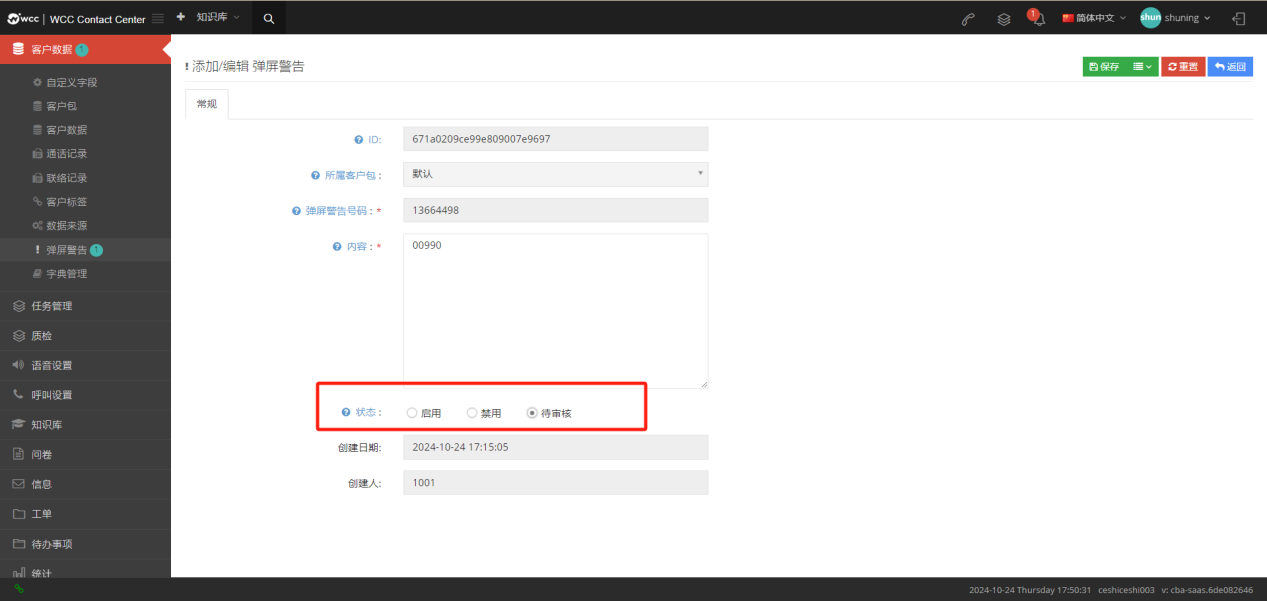 wcc | WCC Contact Center
知识库
1
简体中文
shun shuning
客户数据 1
自定义字段
客户包
客户数据
通话记录
联络记录
客户标签
数据来源
弹屏警告 1
字典管理
任务管理
质检
语音设置
呼叫设置
知识库
问卷
信息
工单
待办事项
统计
添加/编辑 弹屏警告
保存
重置
返回
常规
ID: 671a0209ce99e809007e9697
所属客户包 : 默认
弹屏警告号码 : * 13664498
内容 : * 00990
状态 : 启用 禁用 待审核
创建日期: 2024-10-24 17:15:05
创建人: 1001
2024-10-24 Thursday 17:50:31 ceshiceshi003 v: cba-saas.6de082646